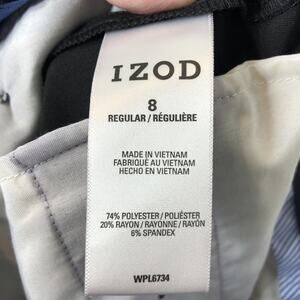 IZOD
8
REGULAR / RÉGULIÈRE
MADE IN VIETNAM
FABRIQUÉ AU VIETNAM
HECHO EN VIETNAM
74% POLYESTER / POLIÉSTER
20% RAYON / RAYONNE / RAYÓN
6% SPANDEX
WPL6734